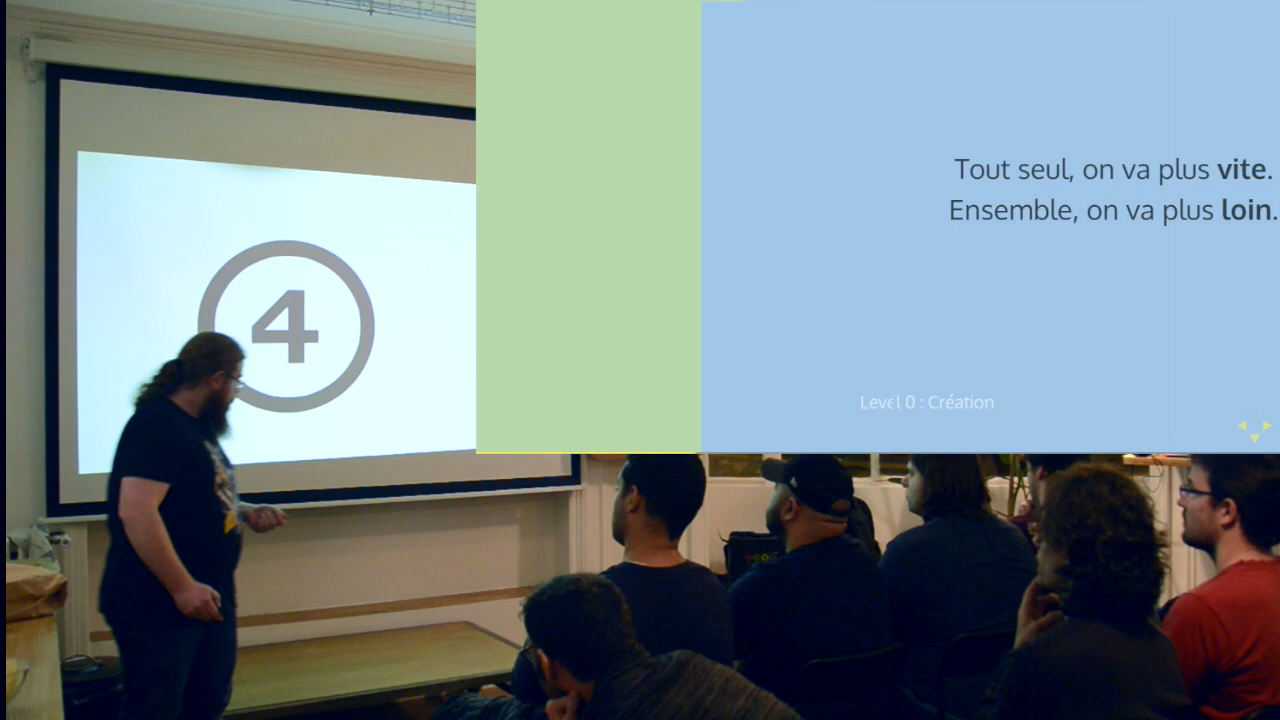 4
Tout seul, on va plus vite.
Ensemble, on va plus loin.
Level 0 : Création